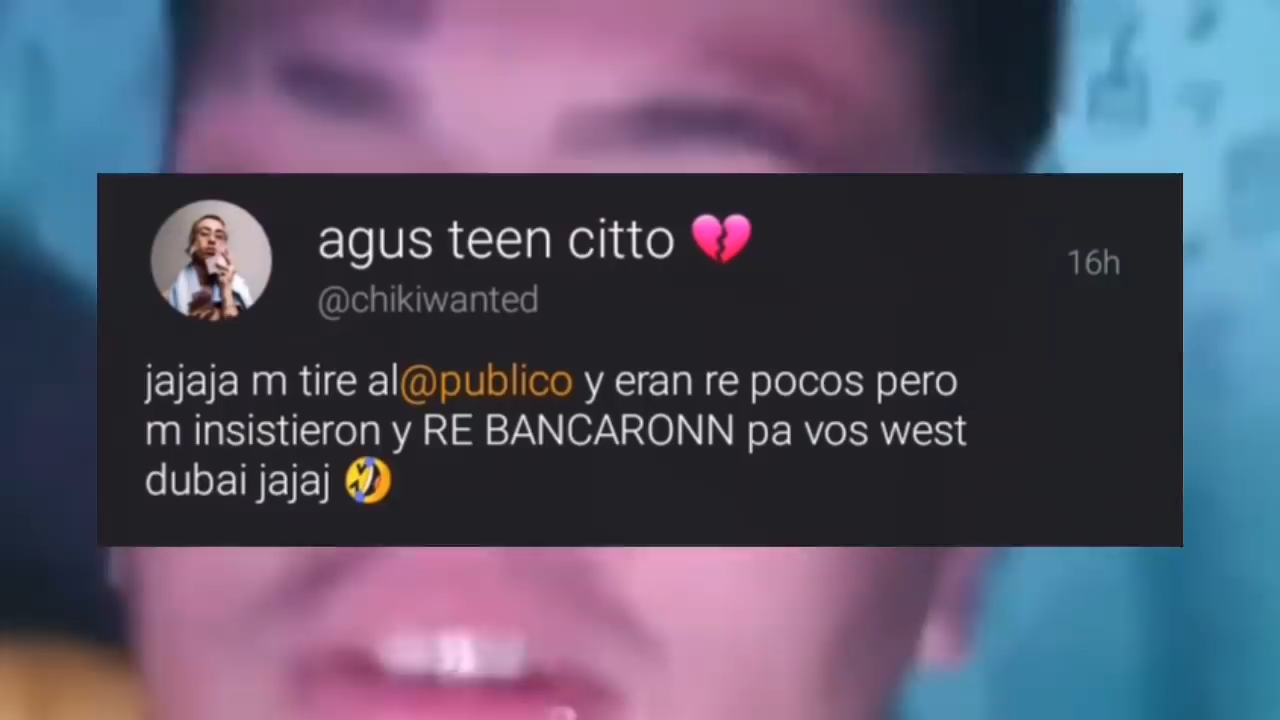 agus teen citto 💔
16h
@chikiwanted
jajaja m tire al@publico y eran re pocos pero
m insistieron y RE BANCARONN pa vos west
dubai jajaj 🤣